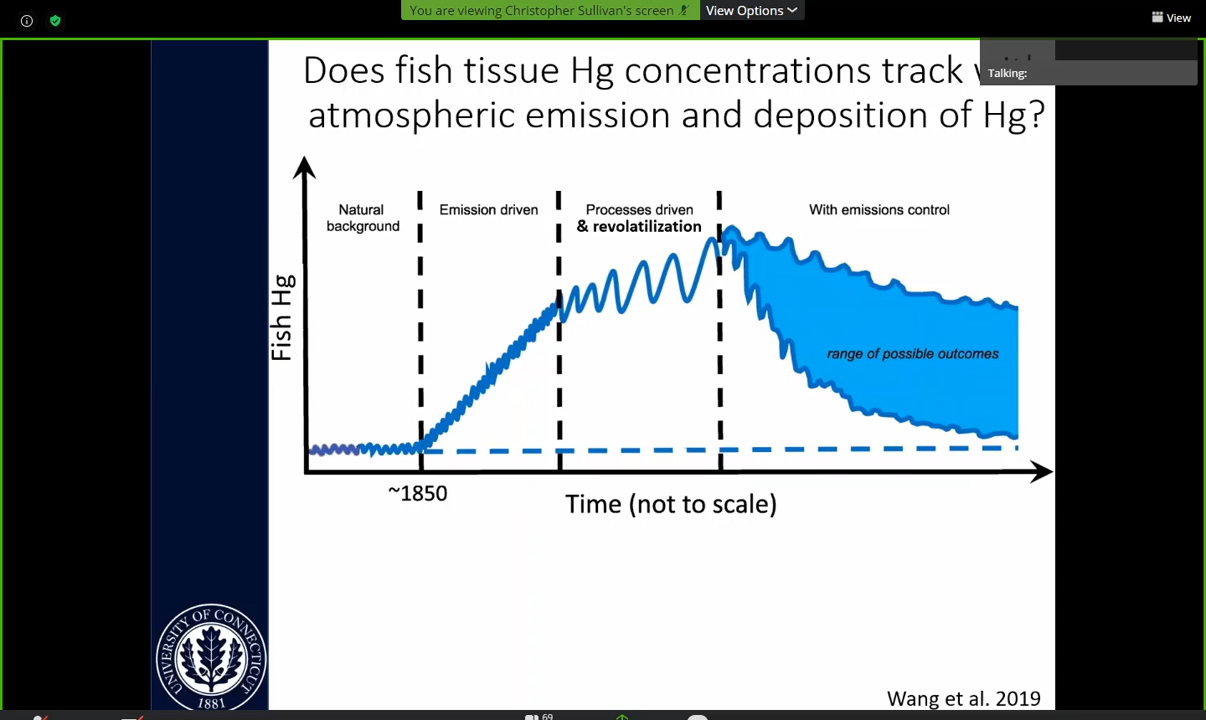 You are viewing Christopher Sullivan's screen
View Options
View
Talking:
Does fish tissue Hg concentrations track
atmospheric emission and deposition of Hg?
Natural
background
Emission driven
Processes driven
& revolatilization
With emissions control
Fish Hg
range of possible outcomes
~1850
Time (not to scale)
UNIVERSITY OF CONNECTICUT
1881
Wang et al. 2019
69